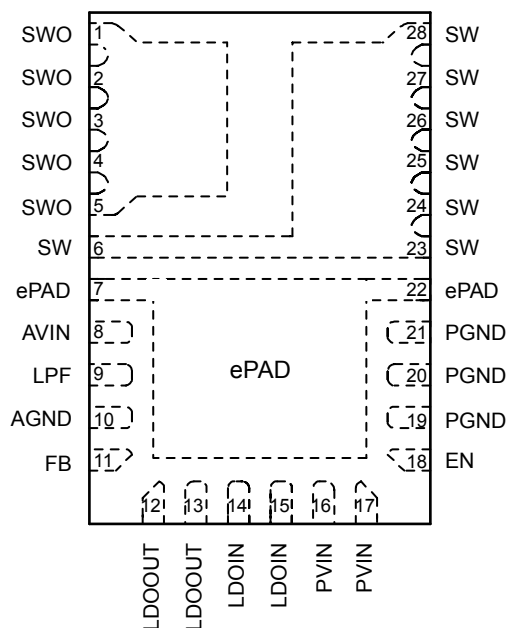 SWO 1 28 SW
SWO 2 27 SW
SWO 3 26 SW
SWO 4 25 SW
SWO 5 24 SW
SW 6 23 SW
ePAD 7 22 ePAD
AVIN 8 21 PGND
LPF 9 ePAD 20 PGND
AGND 10 19 PGND
FB 11 18 EN
12 13 14 15 16 17
LDOOUT
LDOOUT
LDOIN
LDOIN
PVIN
PVIN